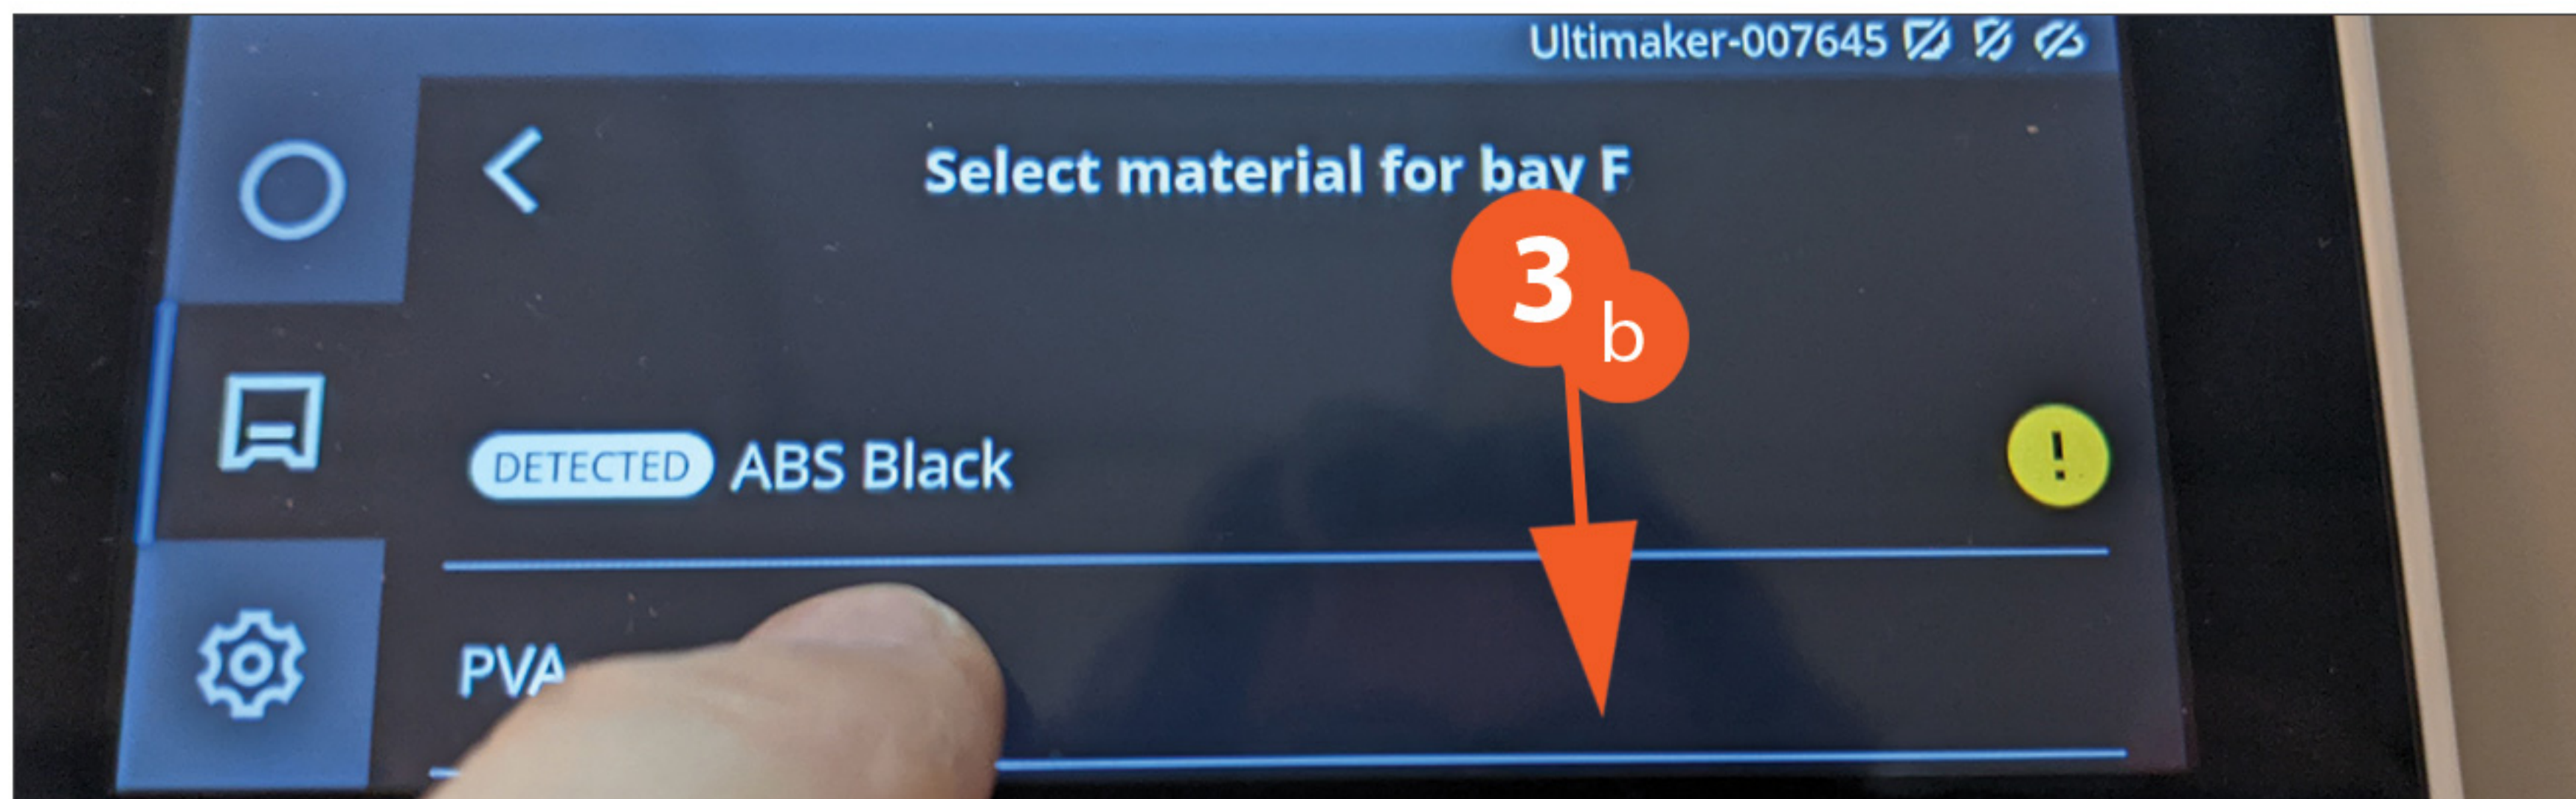 Ultimaker-007645
Select material for bay F
3
b
DETECTED ABS Black
!
PVA